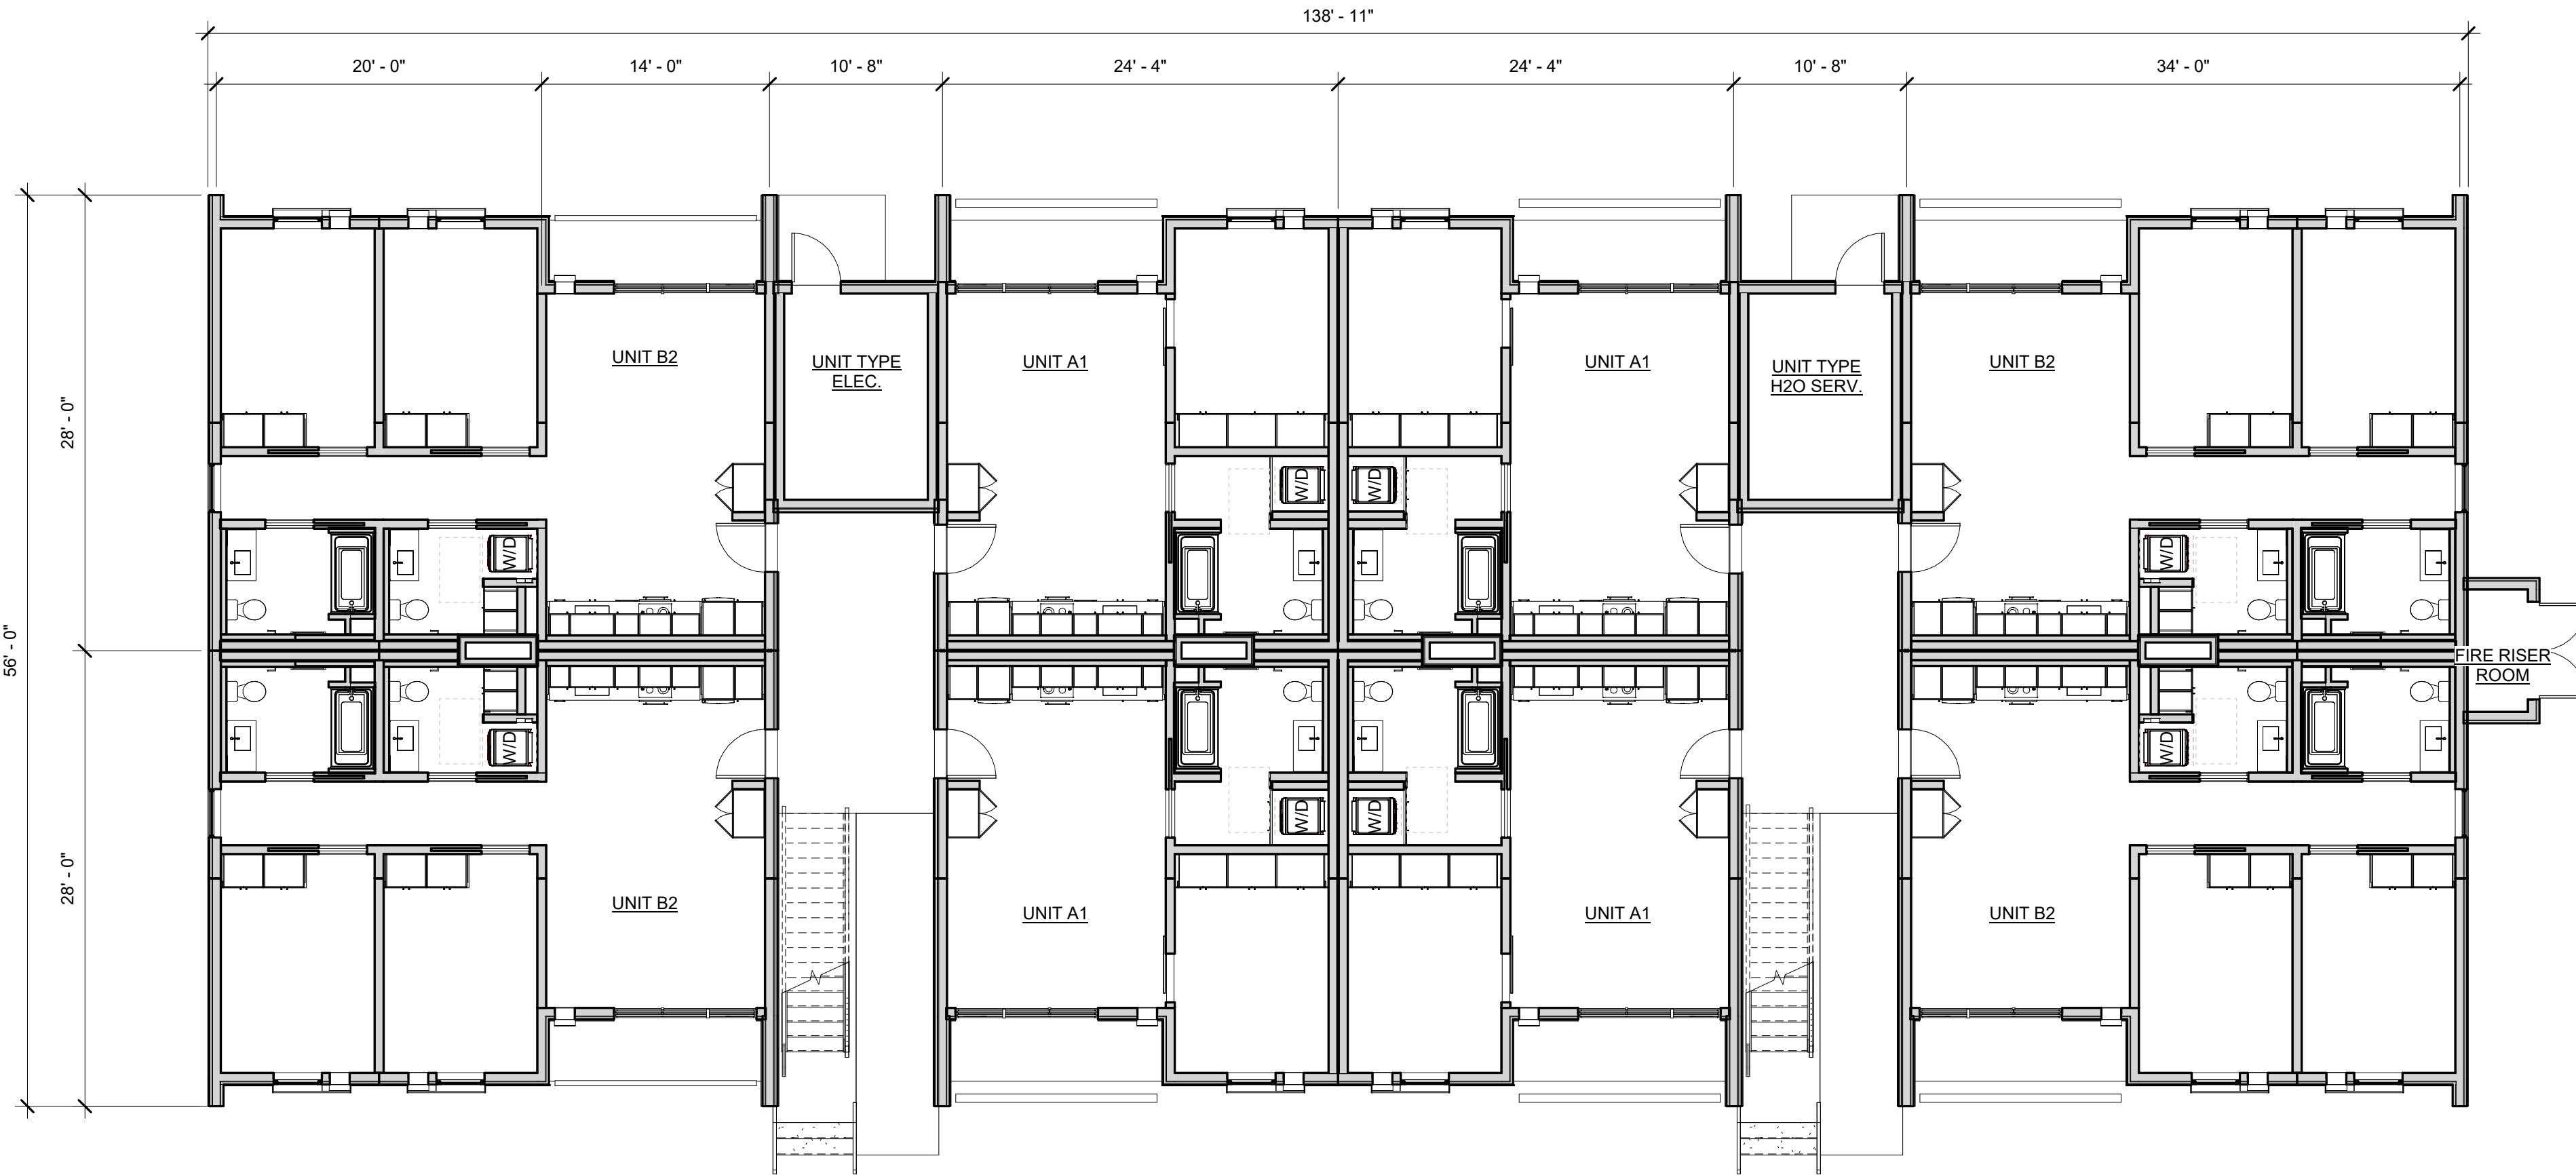 138' - 11"
20' - 0"
14' - 0"
10' - 8"
24' - 4"
24' - 4"
10' - 8"
34' - 0"
56' - 0"
28' - 0"
28' - 0"
UNIT B2
UNIT TYPE
ELEC.
UNIT A1
UNIT A1
UNIT TYPE
H2O SERV.
UNIT B2
W/D
W/D
W/D
W/D
FIRE RISER
ROOM
W/D
W/D
W/D
W/D
UNIT B2
UNIT A1
UNIT A1
UNIT B2